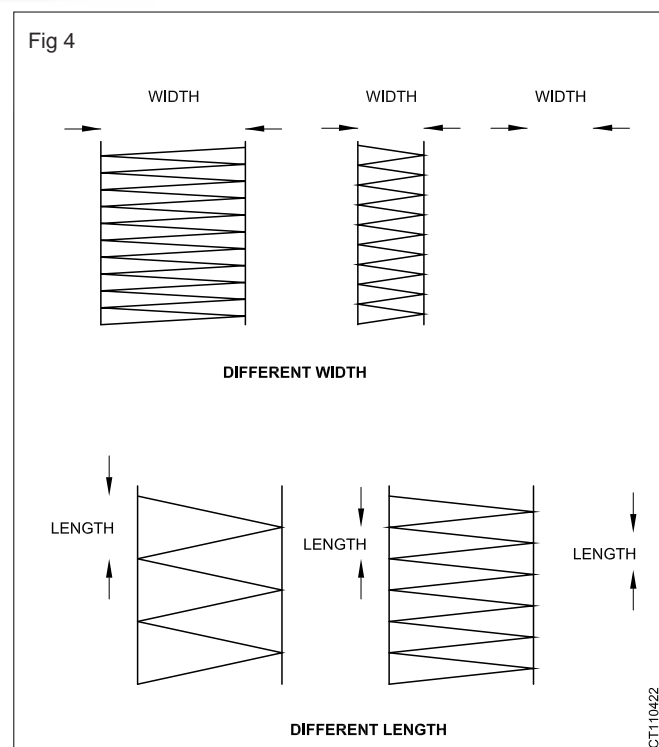 Fig 4
WIDTH WIDTH WIDTH
DIFFERENT WIDTH
LENGTH LENGTH LENGTH
DIFFERENT LENGTH
CT110422